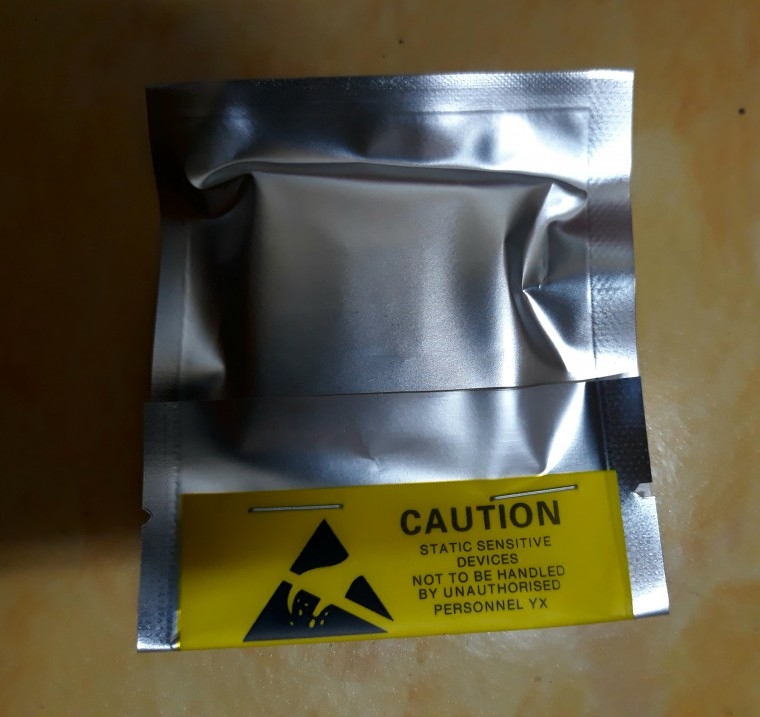 CAUTION
STATIC SENSITIVE
DEVICES
NOT TO BE HANDLED
BY UNAUTHORISED
PERSONNEL YX